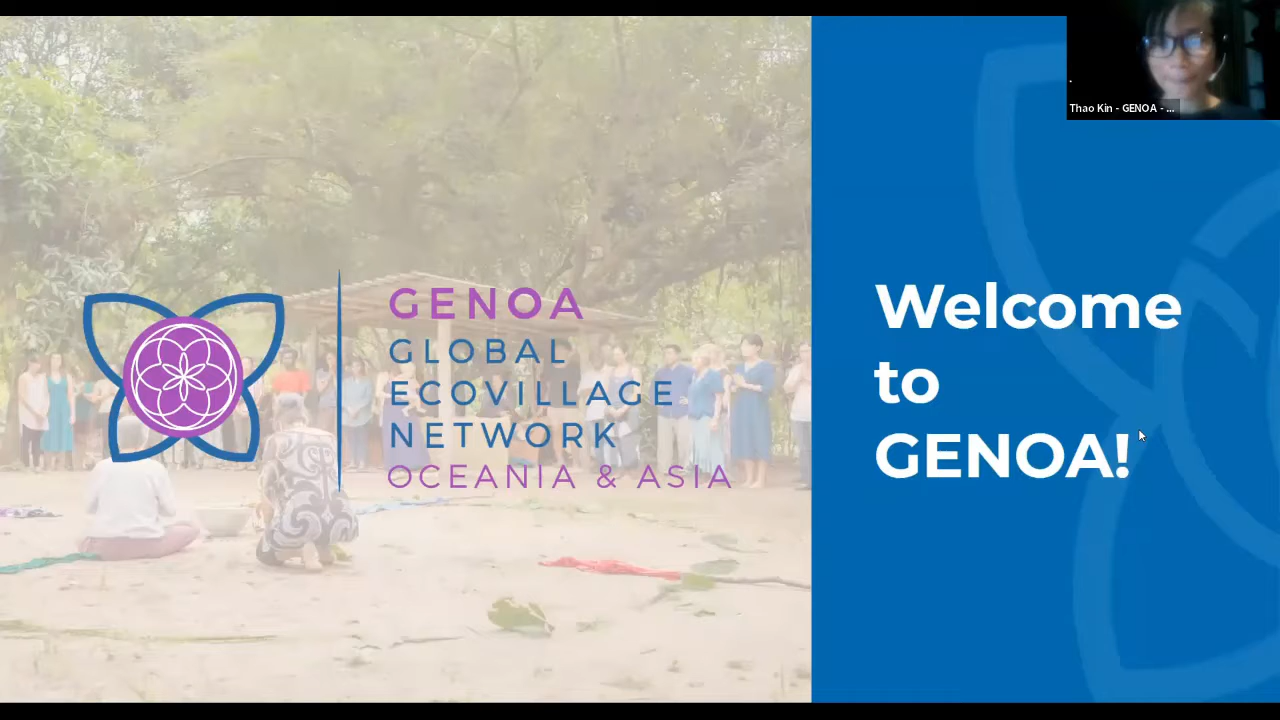 Thao Kin - GENOA - ...
GENOA
GLOBAL
ECOVILLAGE
NETWORK
OCEANIA & ASIA
Welcome
to
GENOA!